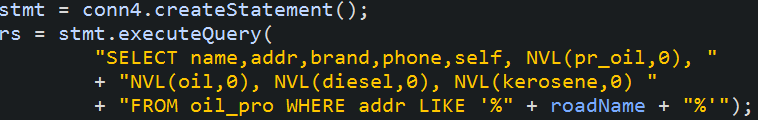 stmt = conn4.createStatement();
rs = stmt.executeQuery(
"SELECT name,addr,brand,phone,self, NVL(pr_oil,0), "
+ "NVL(oil,0), NVL(diesel,0), NVL(kerosene,0) "
+ "FROM oil_pro WHERE addr LIKE '%" + roadName + "%'");